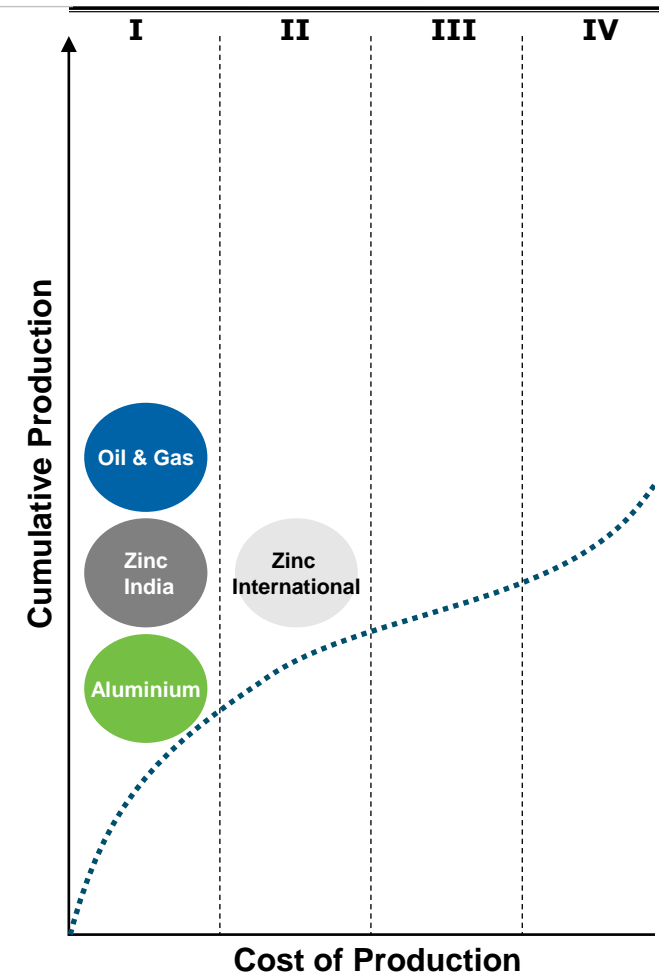 I II III IV
Cumulative Production
Oil & Gas
Zinc
India
Zinc
International
Aluminium
Cost of Production